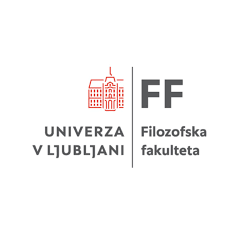 FF
UNIVERZA
V LJUBLJANI
Filozofska
fakulteta